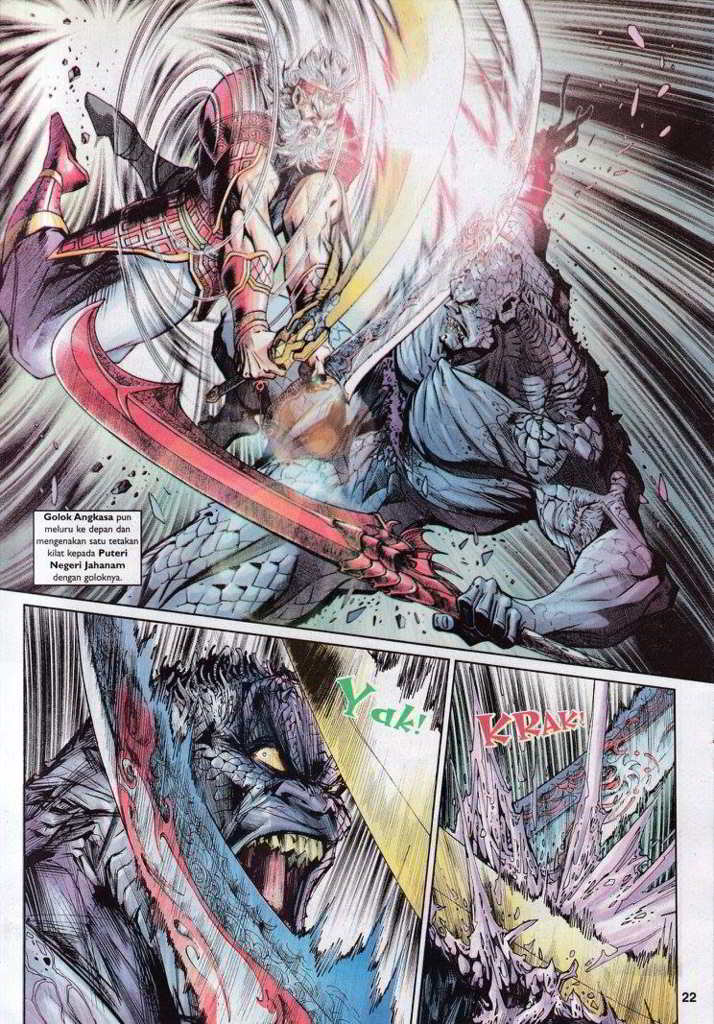 Golok Angkasa pun
meluru ke depan dan
mengenakan satu tetakan
kilat kepada Puteri
Negeri Jahanam
dengan goloknya.
Yak!
KRAK!
22